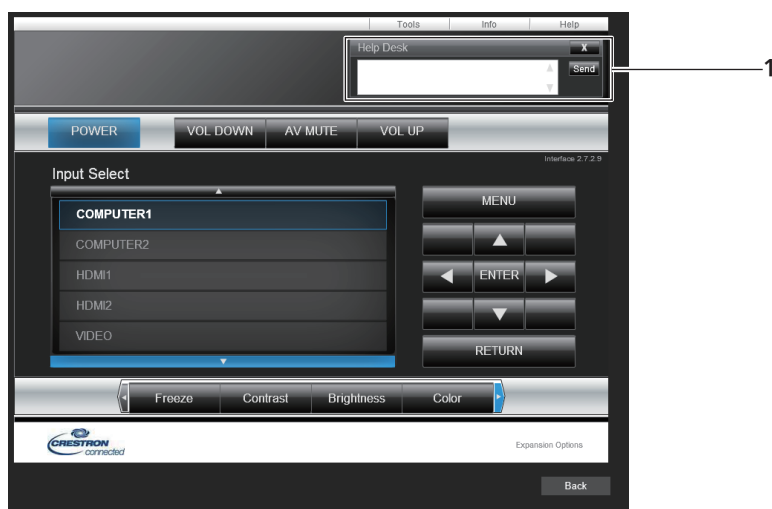 Tools Info Help
Help Desk X
Send
1
POWER VOL DOWN AV MUTE VOL UP
Interface 2.7.2.9
Input Select
COMPUTER1
COMPUTER2
HDMI1
HDMI2
VIDEO
MENU
ENTER
RETURN
Freeze Contrast Brightness Color
CRESTRON
connected
Expansion Options
Back